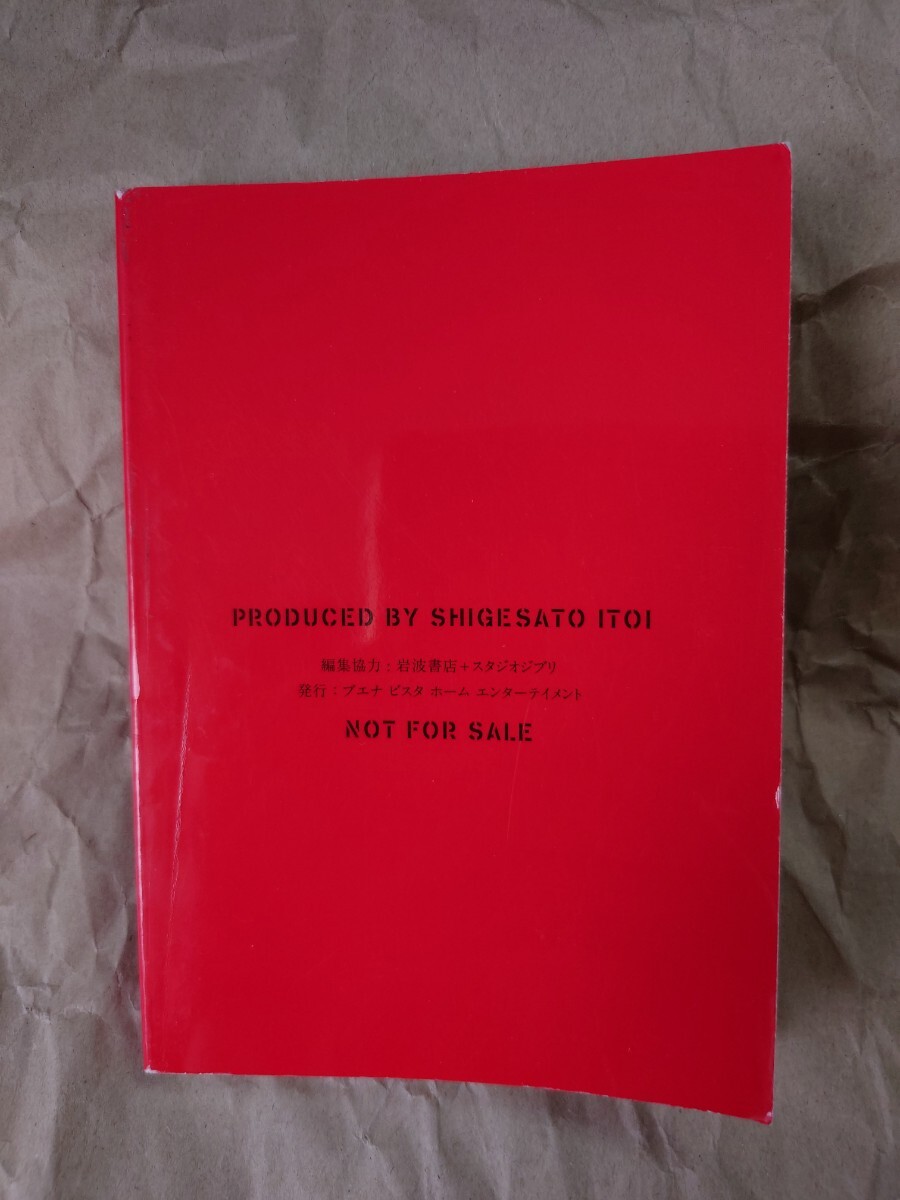 PRODUCED BY SHIGESATO ITOI
編集協力：岩波書店＋スタジオジブリ
発行：ブエナ ビスタ ホーム エンターテイメント
NOT FOR SALE